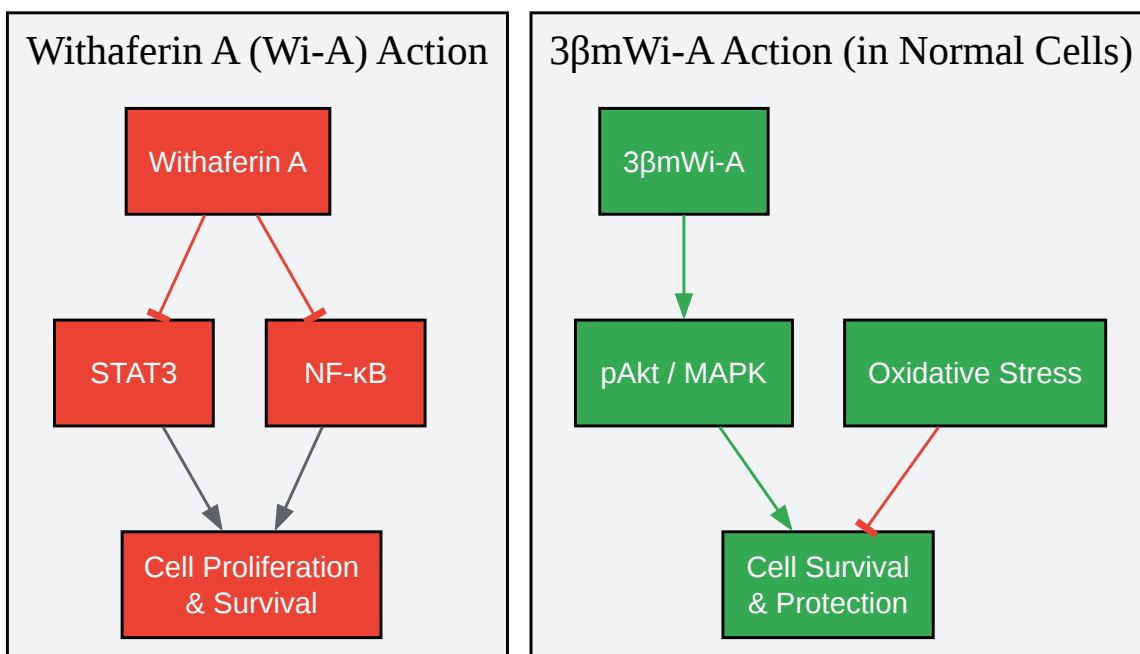 Withaferin A (Wi-A) Action
Withaferin A
STAT3
NF-κB
Cell Proliferation
& Survival
3βmWi-A Action (in Normal Cells)
3βmWi-A
pAkt / MAPK
Oxidative Stress
Cell Survival
& Protection